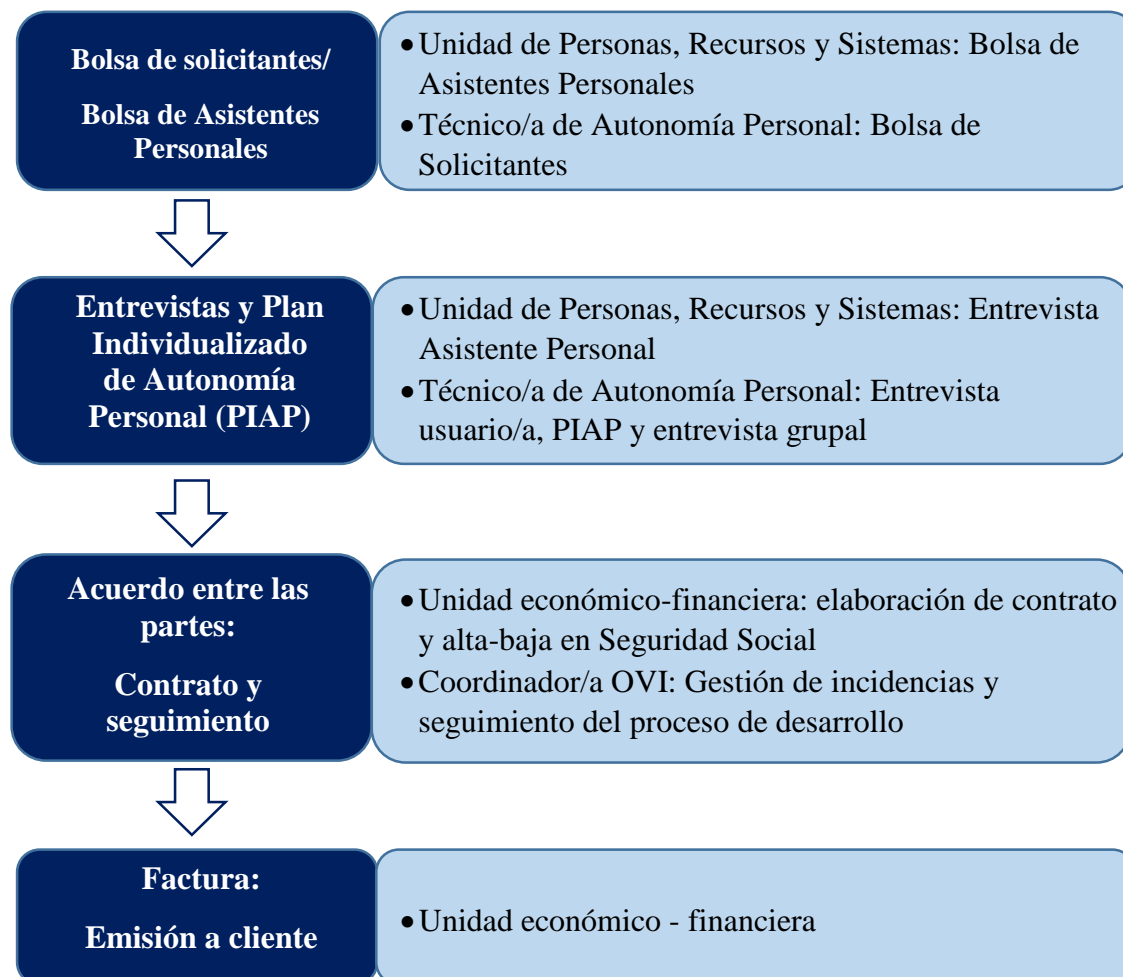 Bolsa de solicitantes/
Bolsa de Asistentes
Personales
• Unidad de Personas, Recursos y Sistemas: Bolsa de
Asistentes Personales
• Técnico/a de Autonomía Personal: Bolsa de
Solicitantes
Entrevistas y Plan
Individualizado
de Autonomía
Personal (PIAP)
• Unidad de Personas, Recursos y Sistemas: Entrevista
Asistente Personal
• Técnico/a de Autonomía Personal: Entrevista
usuario/a, PIAP y entrevista grupal
Acuerdo entre las
partes:
Contrato y
seguimiento
• Unidad económico-financiera: elaboración de contrato
y alta-baja en Seguridad Social
• Coordinador/a OVI: Gestión de incidencias y
seguimiento del proceso de desarrollo
Factura:
Emisión a cliente
• Unidad económico - financiera